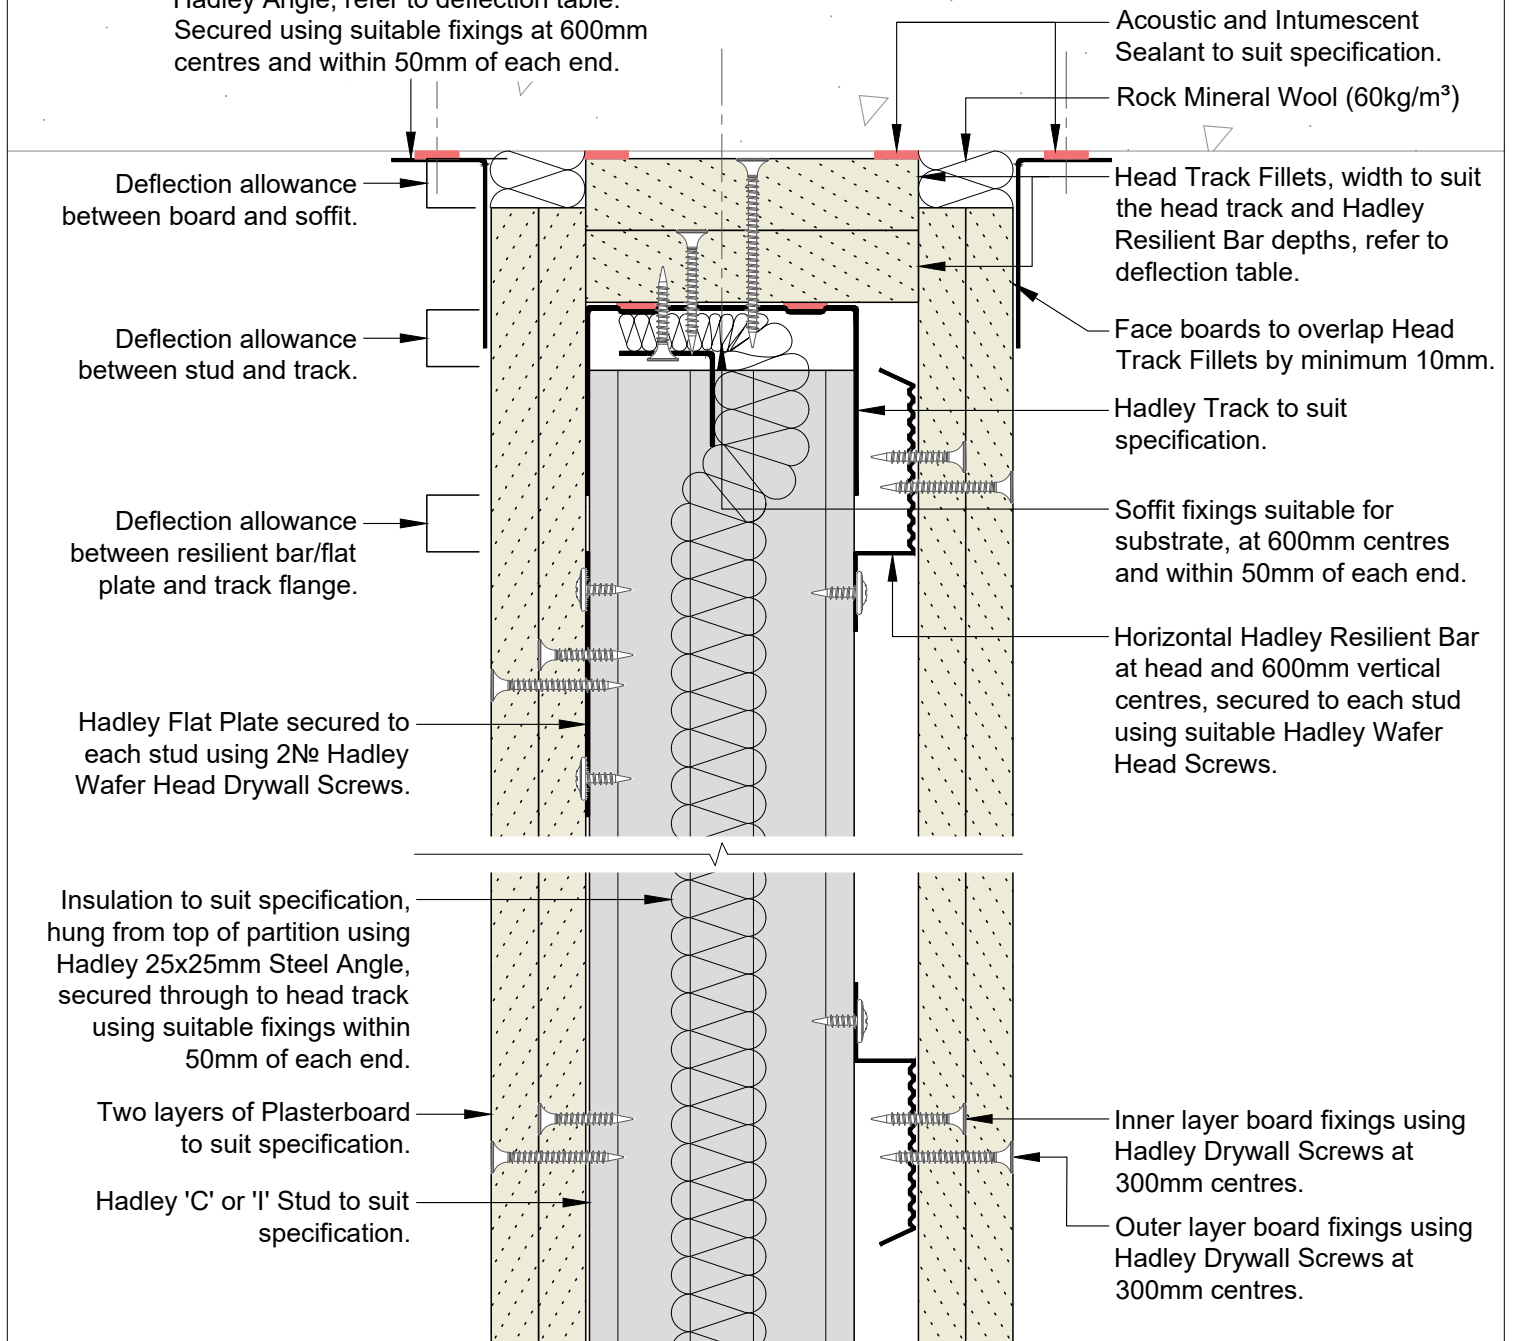 Hadley Angle, refer to deflection table.
Secured using suitable fixings at 600mm
centres and within 50mm of each end.
Deflection allowance
between board and soffit.
Deflection allowance
between stud and track.
Deflection allowance
between resilient bar/flat
plate and track flange.
Hadley Flat Plate secured to
each stud using 2№ Hadley
Wafer Head Drywall Screws.
Insulation to suit specification,
hung from top of partition using
Hadley 25x25mm Steel Angle,
secured through to head track
using suitable fixings within
50mm of each end.
Two layers of Plasterboard
to suit specification.
Hadley 'C' or 'I' Stud to suit
specification.
Acoustic and Intumescent
Sealant to suit specification.
Rock Mineral Wool (60kg/m³)
Head Track Fillets, width to suit
the head track and Hadley
Resilient Bar depths, refer to
deflection table.
Face boards to overlap Head
Track Fillets by minimum 10mm.
Hadley Track to suit
specification.
Soffit fixings suitable for
substrate, at 600mm centres
and within 50mm of each end.
Horizontal Hadley Resilient Bar
at head and 600mm vertical
centres, secured to each stud
using suitable Hadley Wafer
Head Screws.
Inner layer board fixings using
Hadley Drywall Screws at
300mm centres.
Outer layer board fixings using
Hadley Drywall Screws at
300mm centres.